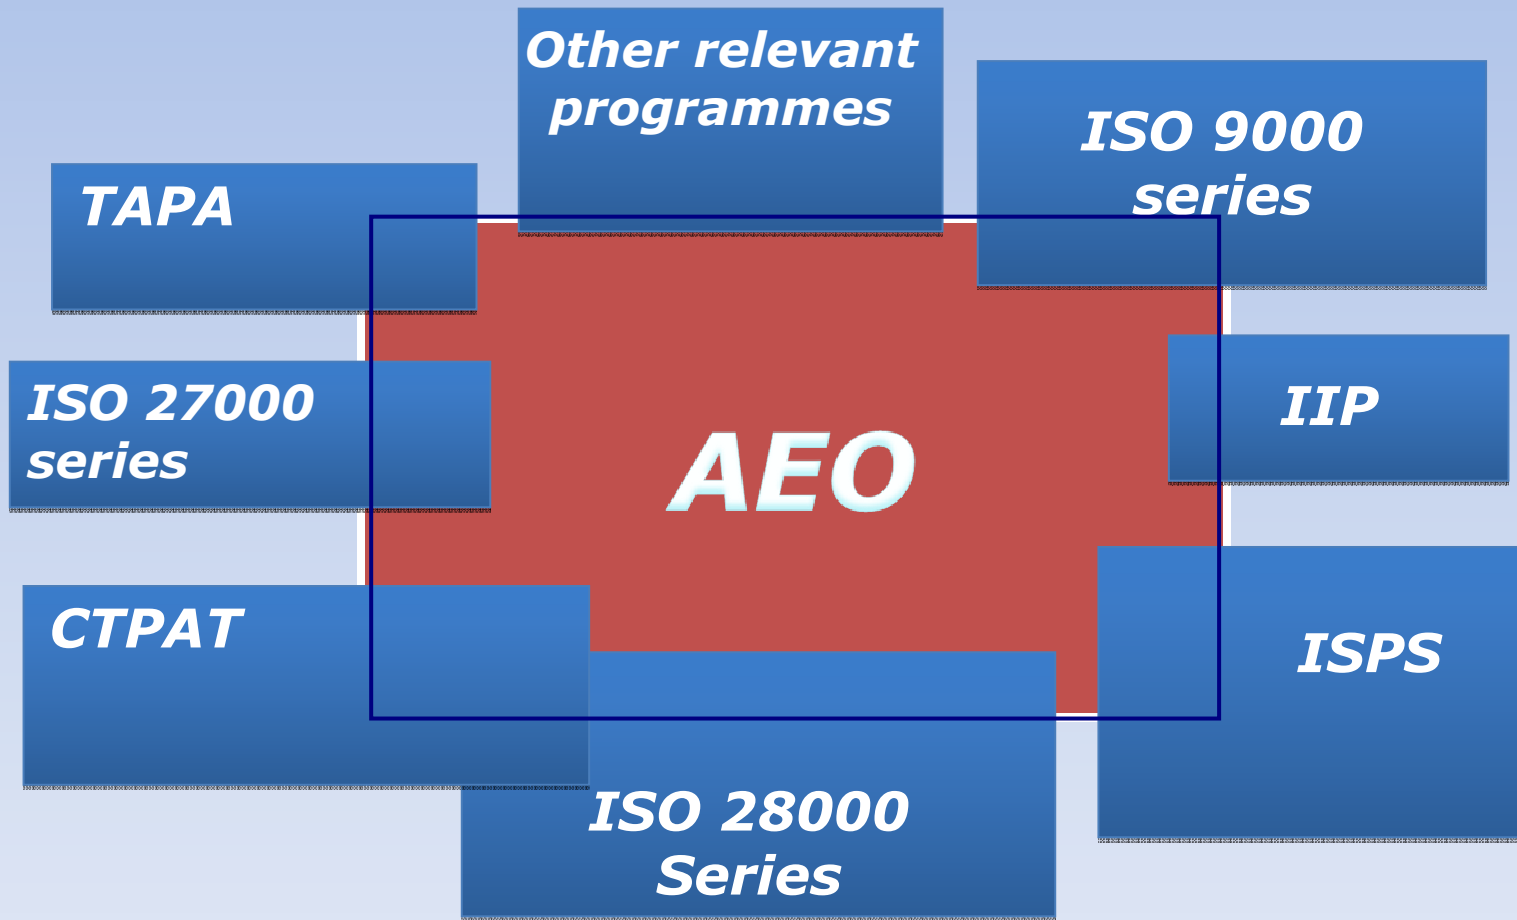 Other relevant
programmes
ISO 9000
series
TAPA
ISO 27000
series
IIP
AEO
CTPAT
ISPS
ISO 28000
Series